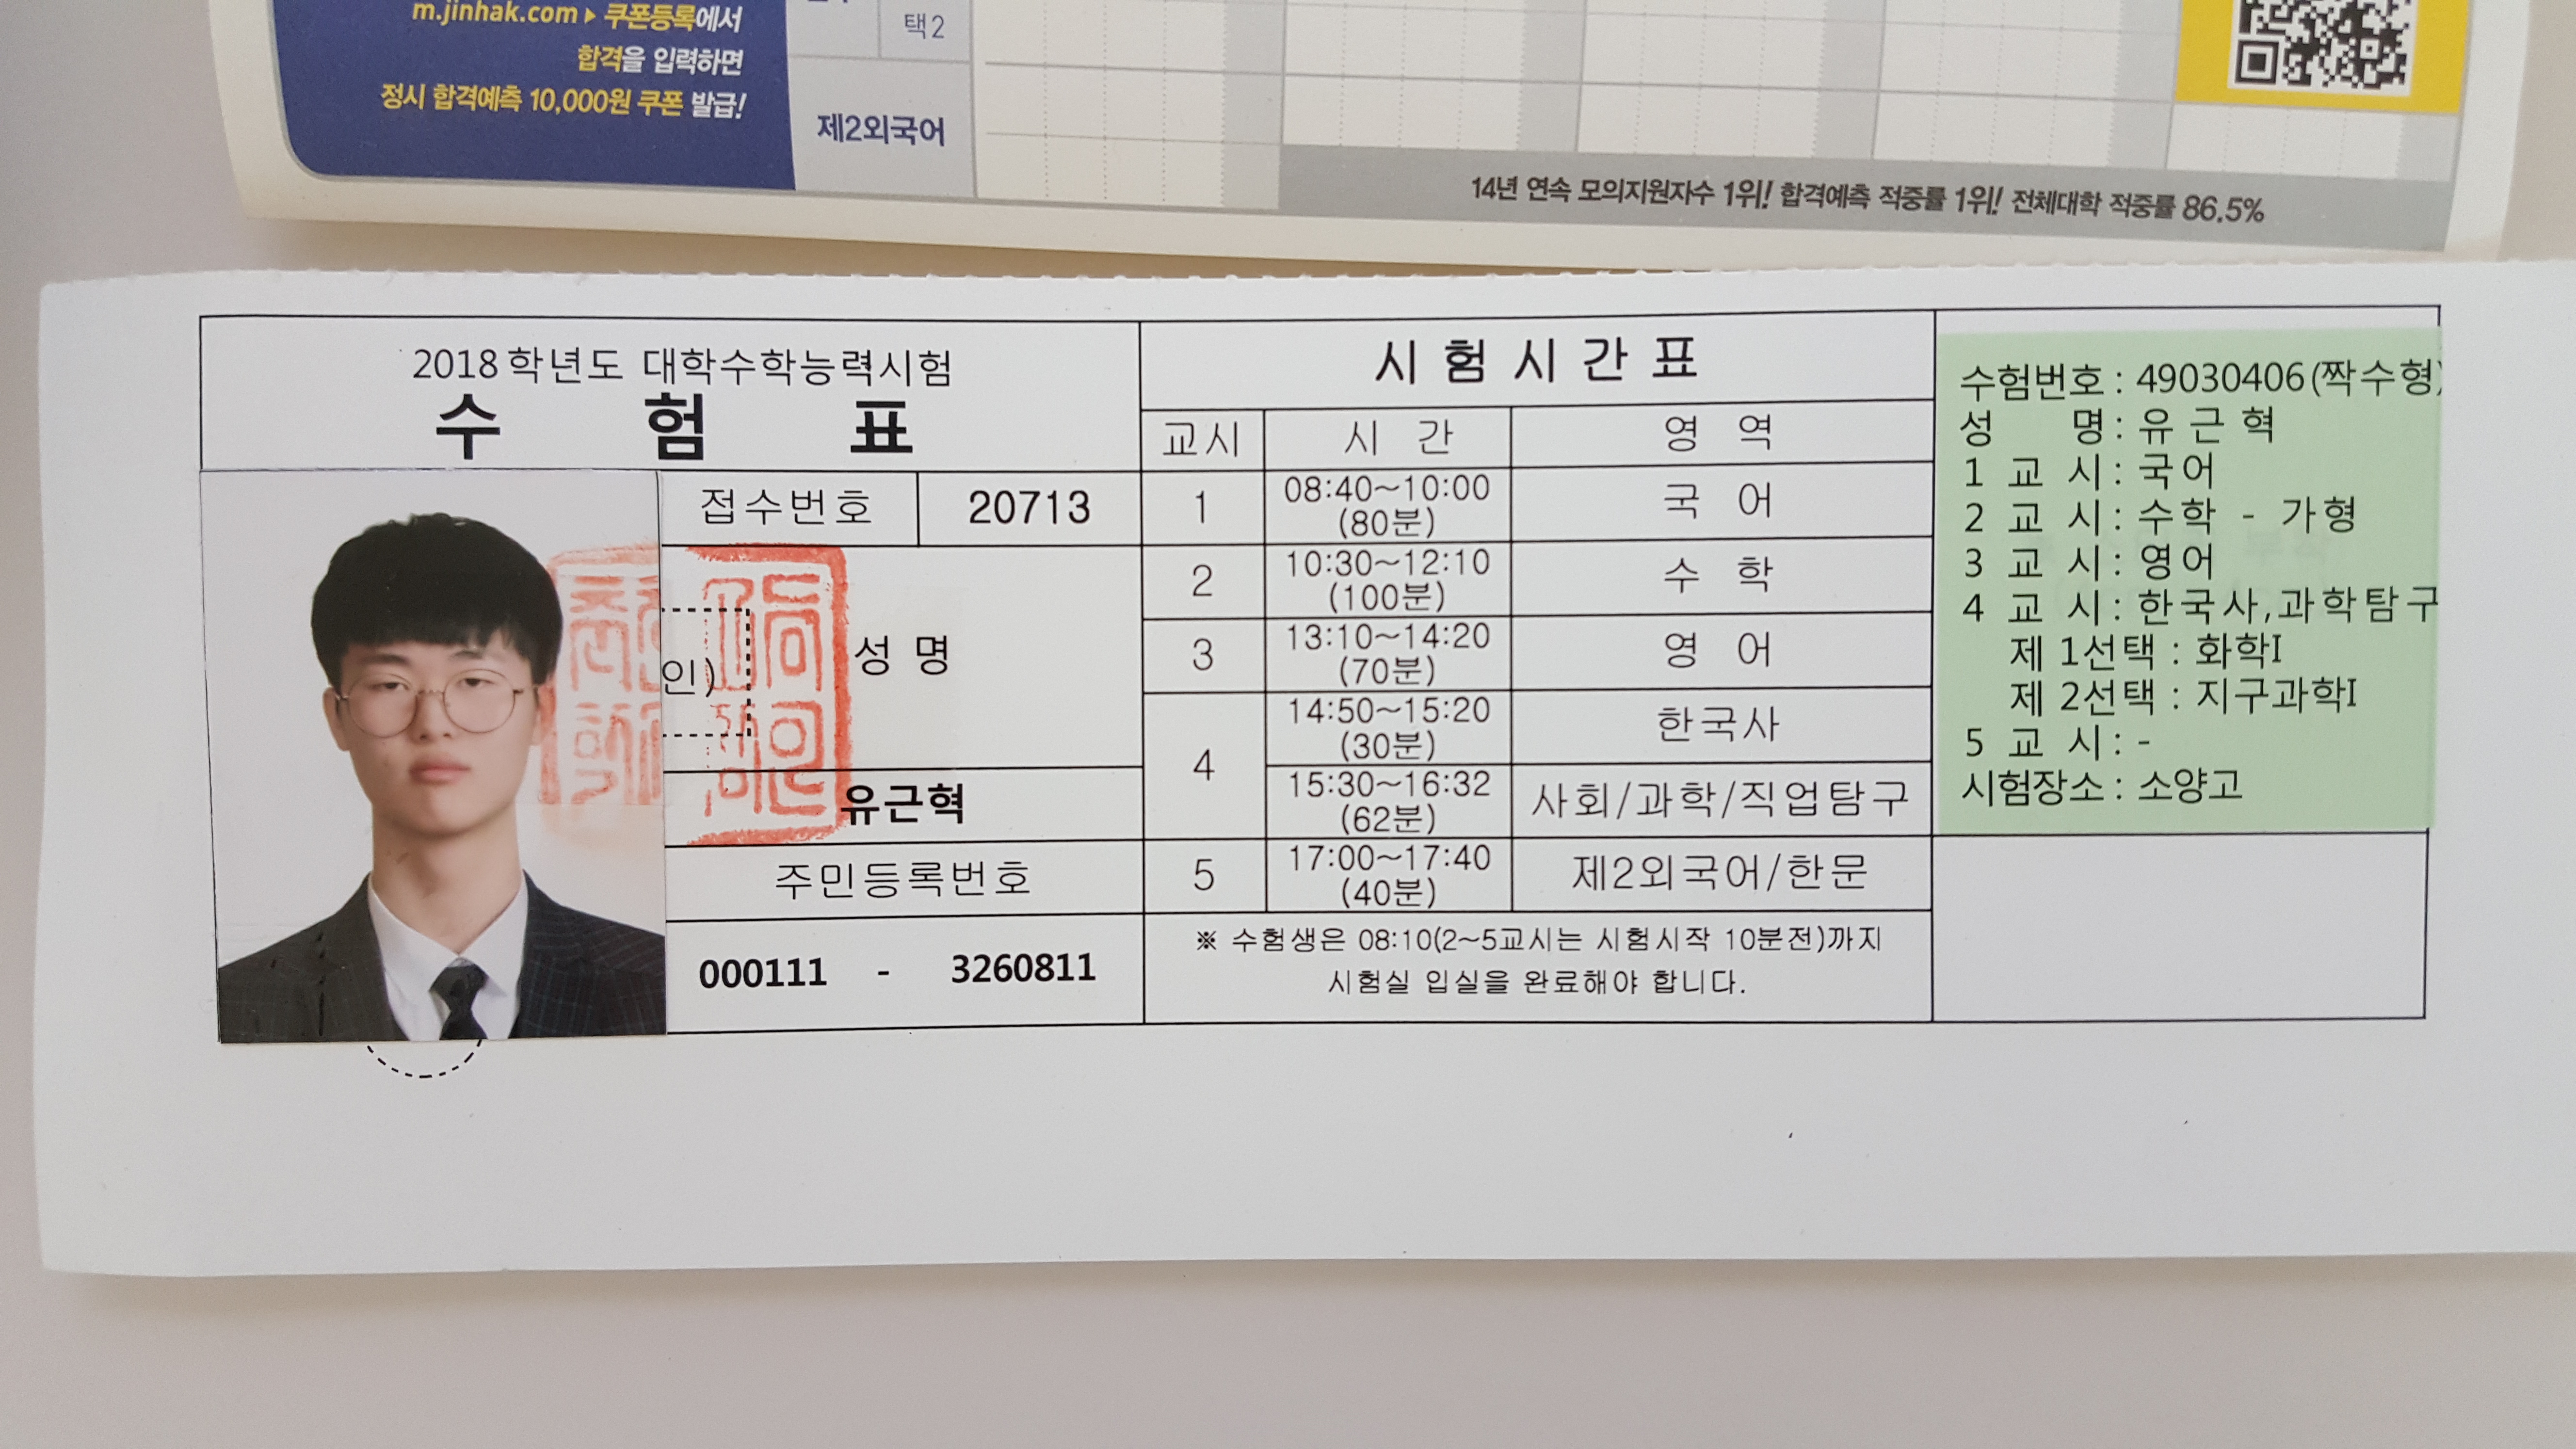 2018학년도 대학수학능력시험
수 험 표
접수번호 20713
인)
성 명
유근혁
주민등록번호
000111 - 3260811
시 험 시 간 표
교시 시 간 영 역
1 08:40~10:00 (80분) 국 어
2 10:30~12:10 (100분) 수 학
3 13:10~14:20 (70분) 영 어
4 14:50~15:20 (30분) 한국사
15:30~16:32 (62분) 사회/과학/직업탐구
5 17:00~17:40 (40분) 제2외국어/한문
※ 수험생은 08:10(2~5교시는 시험시작 10분전)까지
시험실 입실을 완료해야 합니다.
수험번호 : 49030406(짝수형)
성 명 : 유 근 혁
1 교 시 : 국어
2 교 시 : 수학 - 가형
3 교 시 : 영어
4 교 시 : 한국사,과학탐구
제 1선택 : 화학I
제 2선택 : 지구과학I
5 교 시 : -
시험장소 : 소양고
m.jinhak.com ▸ 쿠폰등록에서
합격을 입력하면
정시 합격예측 10,000원 쿠폰 발급!
택2
제2외국어
14년 연속 모의지원자수 1위! 합격예측 적중률 1위! 전체대학 적중률 86.5%